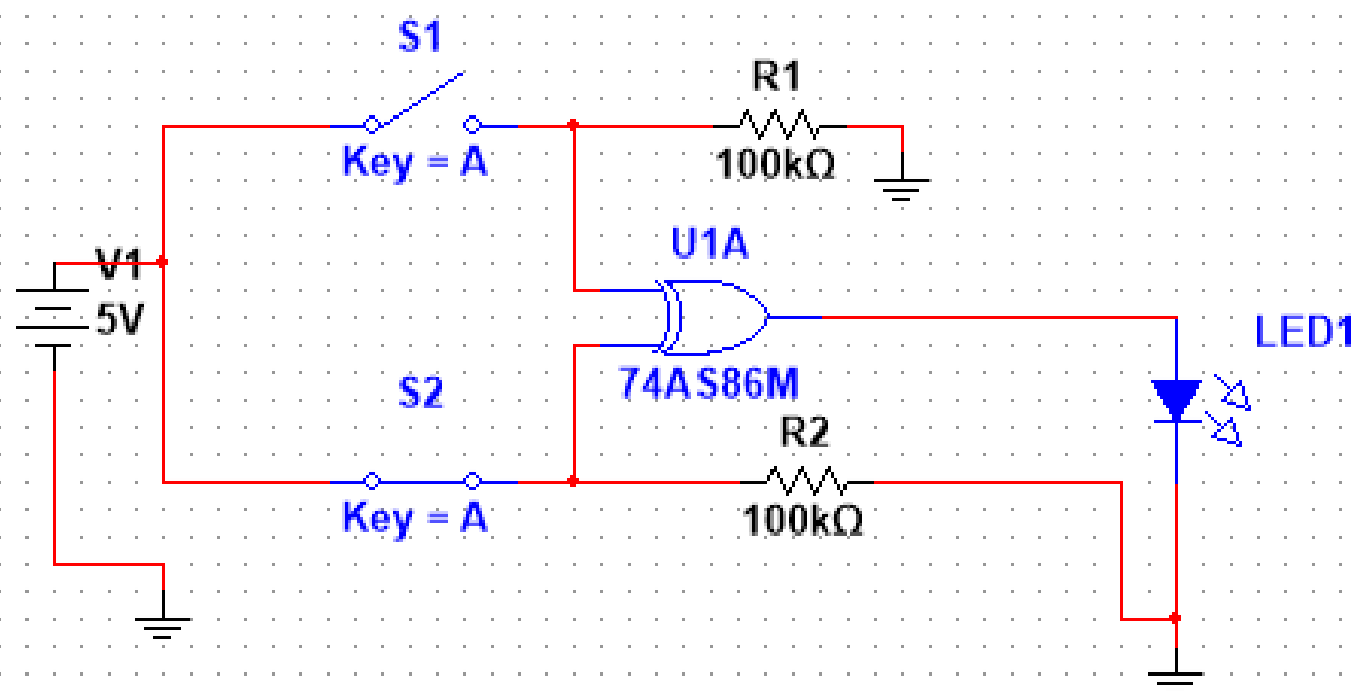 S1
Key = A
R1
100kΩ
U1A
V1
5V
74AS86M
LED1
S2
Key = A
R2
100kΩ